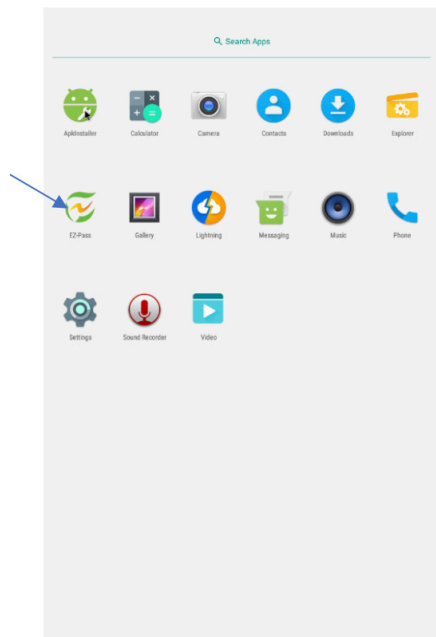 Search Apps
ApkInstaller Calculator Camera Contacts Downloads Explorer
EZ-Pass Gallery Lightning Messaging Music Phone
Settings Sound Recorder Video